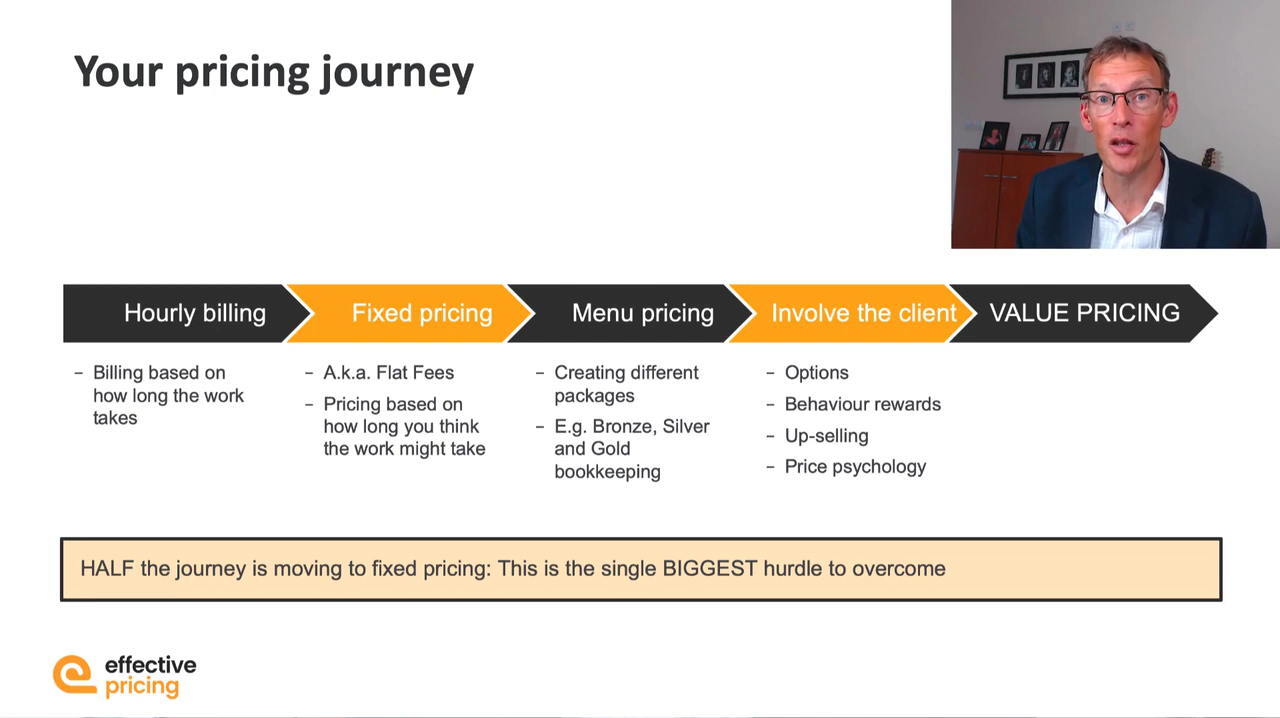 Your pricing journey
Hourly billing
Fixed pricing
Menu pricing
Involve the client
VALUE PRICING
– Billing based on
how long the work
takes
– A.k.a. Flat Fees
– Pricing based on
how long you think
the work might take
– Creating different
packages
– E.g. Bronze, Silver
and Gold
bookkeeping
– Options
– Behaviour rewards
– Up-selling
– Price psychology
HALF the journey is moving to fixed pricing: This is the single BIGGEST hurdle to overcome
effective
pricing